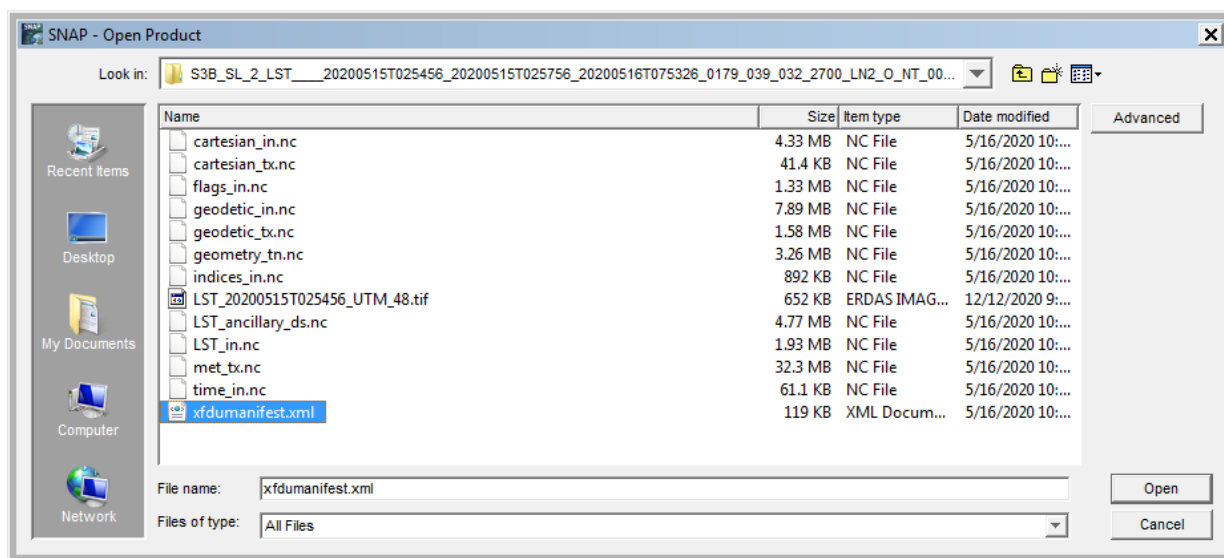 SNAP - Open Product
Look in: S3B_SL_2_LST____20200515T025456_20200515T025756_20200516T075326_0179_039_032_2700_LN2_O_NT_00...
Recent Items
Desktop
My Documents
Computer
Network
Name Size Item type Date modified
cartesian_in.nc 4.33 MB NC File 5/16/2020 10:...
cartesian_tx.nc 41.4 KB NC File 5/16/2020 10:...
flags_in.nc 1.33 MB NC File 5/16/2020 10:...
geodetic_in.nc 7.89 MB NC File 5/16/2020 10:...
geodetic_tx.nc 1.58 MB NC File 5/16/2020 10:...
geometry_tn.nc 3.26 MB NC File 5/16/2020 10:...
indices_in.nc 892 KB NC File 5/16/2020 10:...
LST_20200515T025456_UTM_48.tif 652 KB ERDAS IMAG... 12/12/2020 9:...
LST_ancillary_ds.nc 4.77 MB NC File 5/16/2020 10:...
LST_in.nc 1.93 MB NC File 5/16/2020 10:...
met_tx.nc 32.3 MB NC File 5/16/2020 10:...
time_in.nc 61.1 KB NC File 5/16/2020 10:...
xfdumanifest.xml 119 KB XML Docum... 5/16/2020 10:...
Advanced
File name: xfdumanifest.xml
Open
Files of type: All Files
Cancel